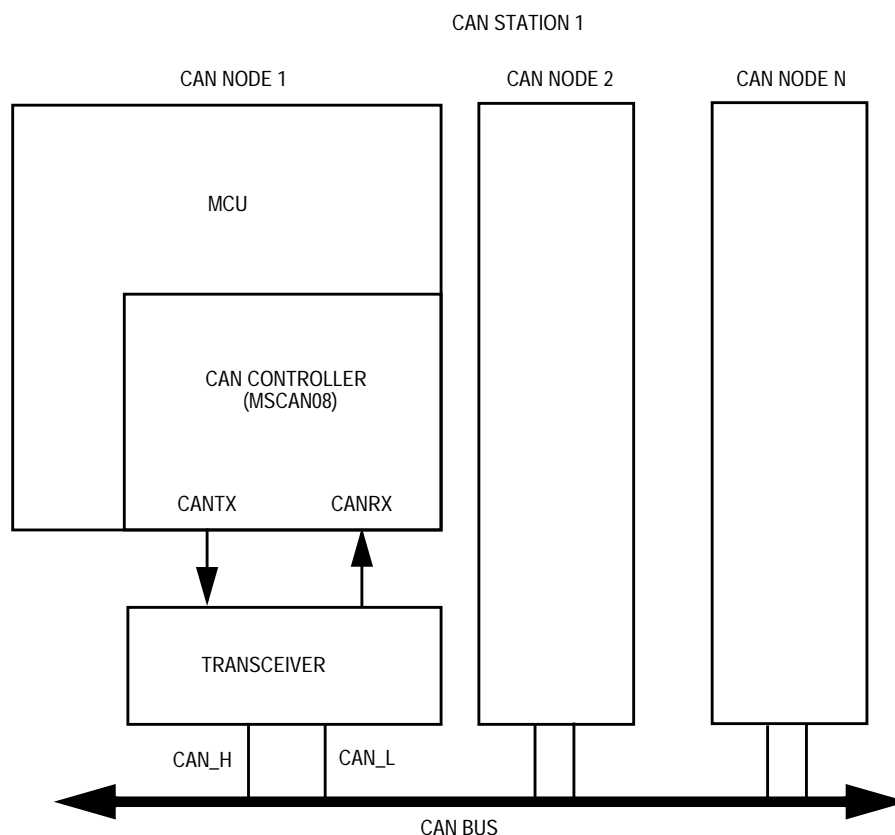 CAN STATION 1
CAN NODE 1
CAN NODE 2
CAN NODE N
MCU
CAN CONTROLLER
(MSCAN08)
CANTX
CANRX
TRANSCEIVER
CAN_H
CAN_L
CAN BUS